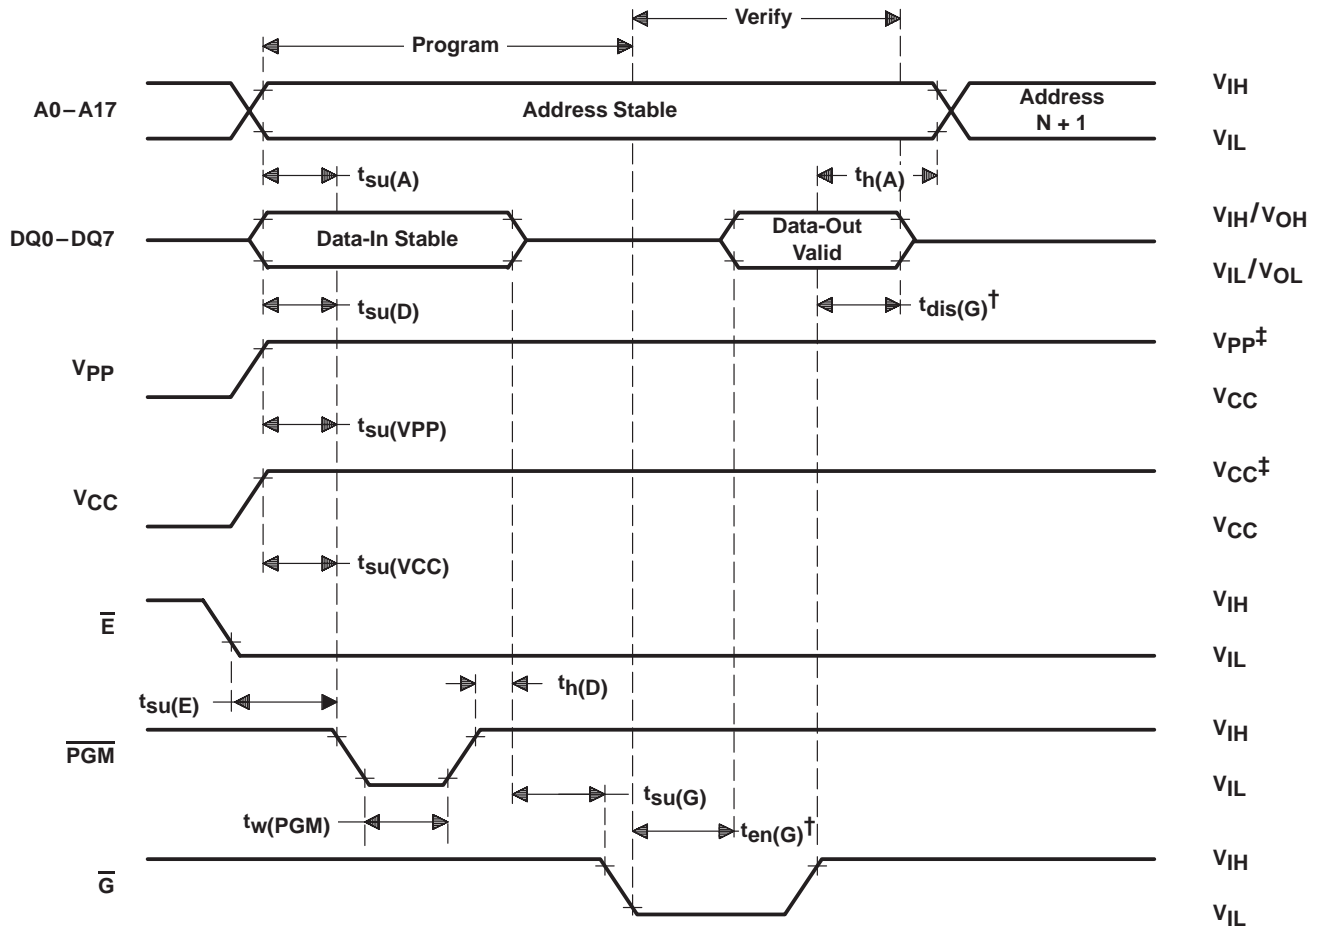 Verify
Program
A0–A17
Address Stable
Address
N + 1
VIH
VIL
tsu(A)
th(A)
DQ0–DQ7
Data-In Stable
Data-Out
Valid
VIH/VOH
VIL/VOL
tsu(D)
tdis(G)†
VPP
VPP‡
VCC
tsu(VPP)
VCC
VCC‡
VCC
tsu(VCC)
E
VIH
VIL
tsu(E)
th(D)
PGM
VIH
VIL
tw(PGM)
tsu(G)
ten(G)†
G
VIH
VIL